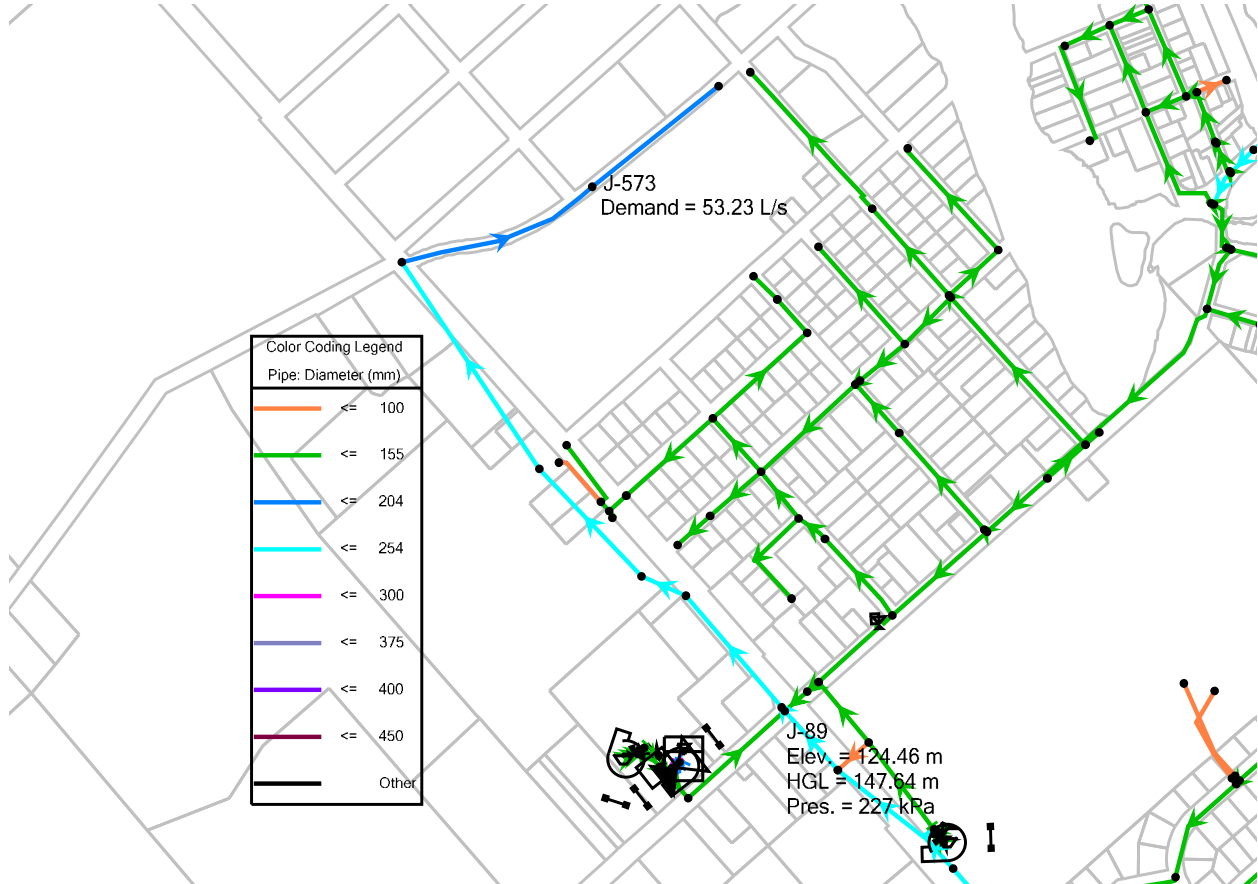 J-573
Demand = 53.23 L/s
Color Coding Legend
Pipe: Diameter (mm)
<= 100
<= 155
<= 204
<= 254
<= 300
<= 375
<= 400
<= 450
Other
J-89
Elev. = 124.46 m
HGL = 147.64 m
Pres. = 227 kPa